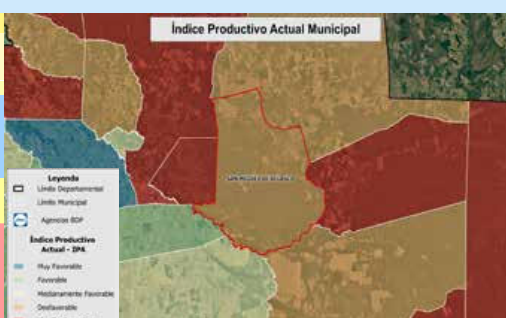 Índice Productivo Actual Municipal
Leyenda
Límite Departamental
Límite Municipal
Agencias BDP
Índice Productivo
Actual - IPA
Muy Favorable
Favorable
Medianamente Favorable
Desfavorable